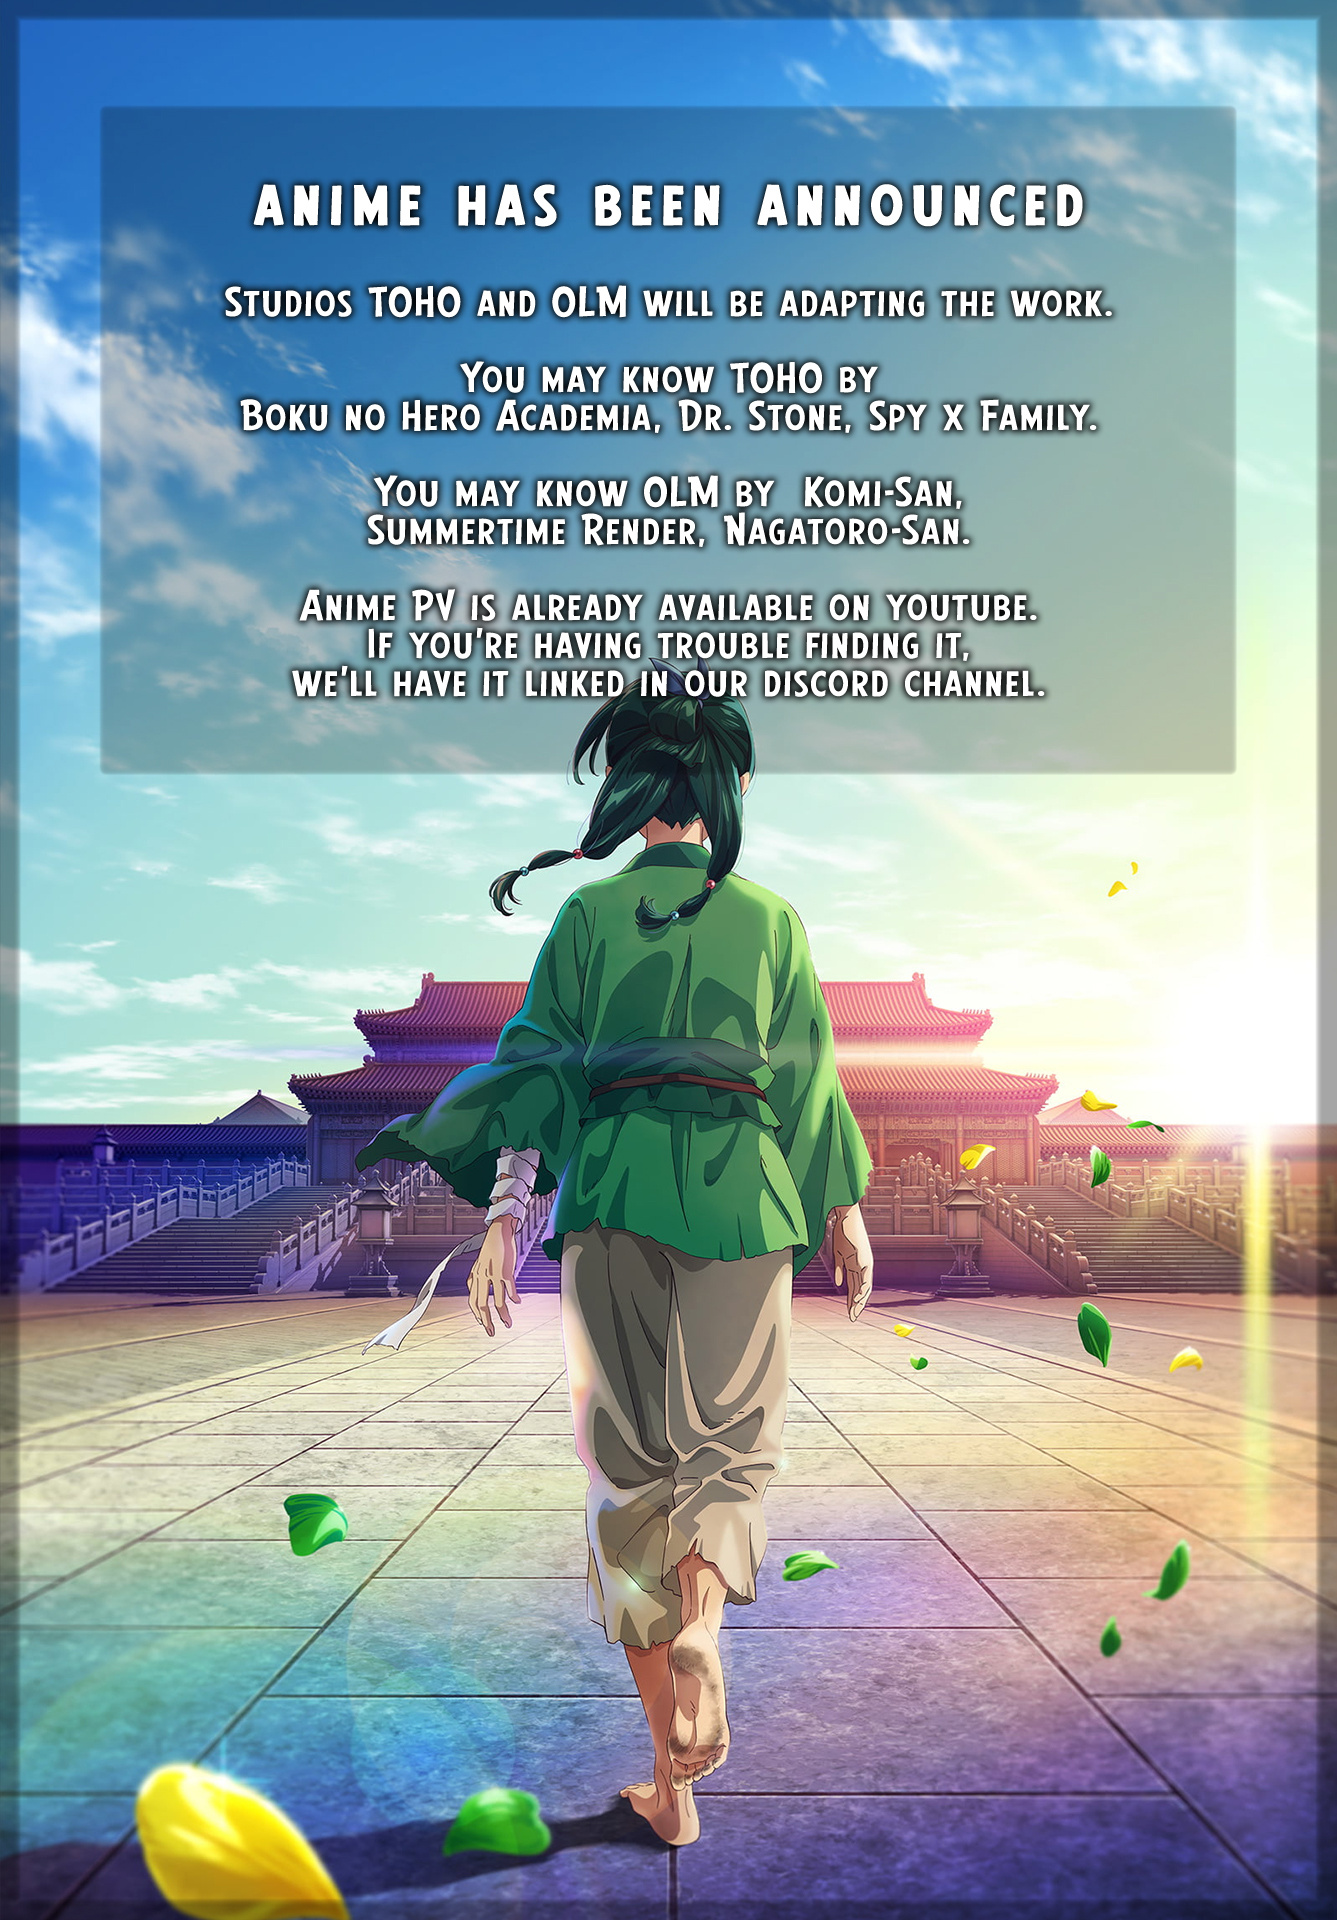 ANIME HAS BEEN ANNOUNCED
STUDIOS TOHO AND OLM WILL BE ADAPTING THE WORK.
YOU MAY KNOW TOHO BY
BOKU NO HERO ACADEMIA, DR. STONE, SPY X FAMILY.
YOU MAY KNOW OLM BY KOMI-SAN,
SUMMERTIME RENDER, NAGATORO-SAN.
ANIME PV IS ALREADY AVAILABLE ON YOUTUBE.
IF YOU'RE HAVING TROUBLE FINDING IT,
WE'LL HAVE IT LINKED IN OUR DISCORD CHANNEL.